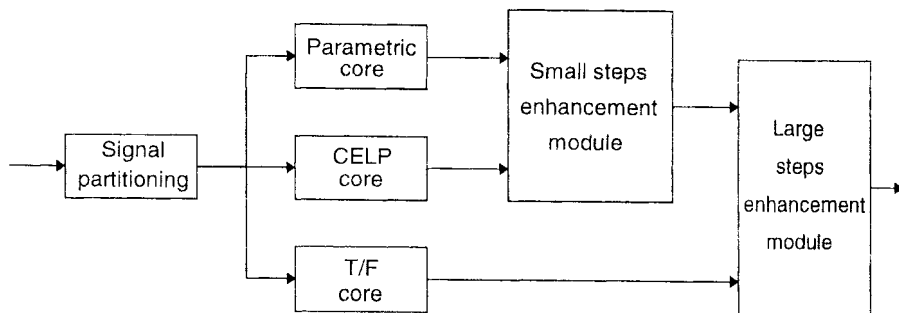 Parametric
core
Signal
partitioning
CELP
core
T/F
core
Small steps
enhancement
module
Large
steps
enhancement
module